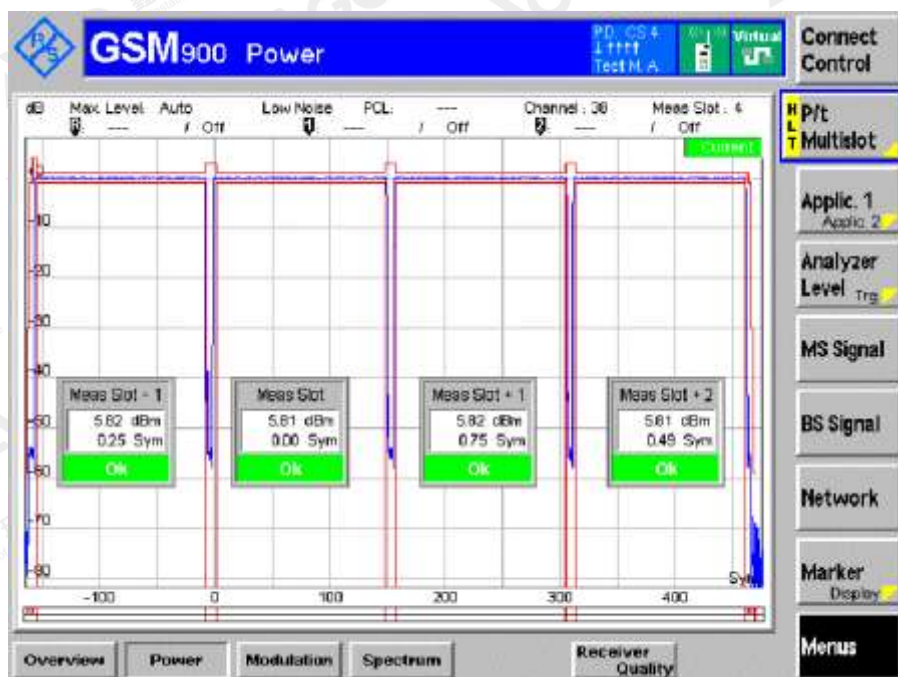 GSM900 Power
PD, CS 4
Test M. A
Virtual
Connect Control
dB Max. Level: Auto Low Noise PCL: --- Channel : 38 Meas Slot : 4
0: --- / Off 1: --- / Off 2: --- / Off
Current
HLT P/t Multislot
-10
Applic. 1
Applic. 2
-20
Analyzer Level Trg
-30
MS Signal
-40
Meas Slot - 1 Meas Slot Meas Slot + 1 Meas Slot + 2
5.82 dBm 5.81 dBm 5.82 dBm 5.81 dBm
-50
0.25 Sym 0.00 Sym 0.75 Sym 0.49 Sym
BS Signal
Ok Ok Ok Ok
-60
Network
-70
-80
Sym
Marker
Display
-100 0 100 200 300 400
Overview Power Modulation Spectrum Receiver Quality
Menus